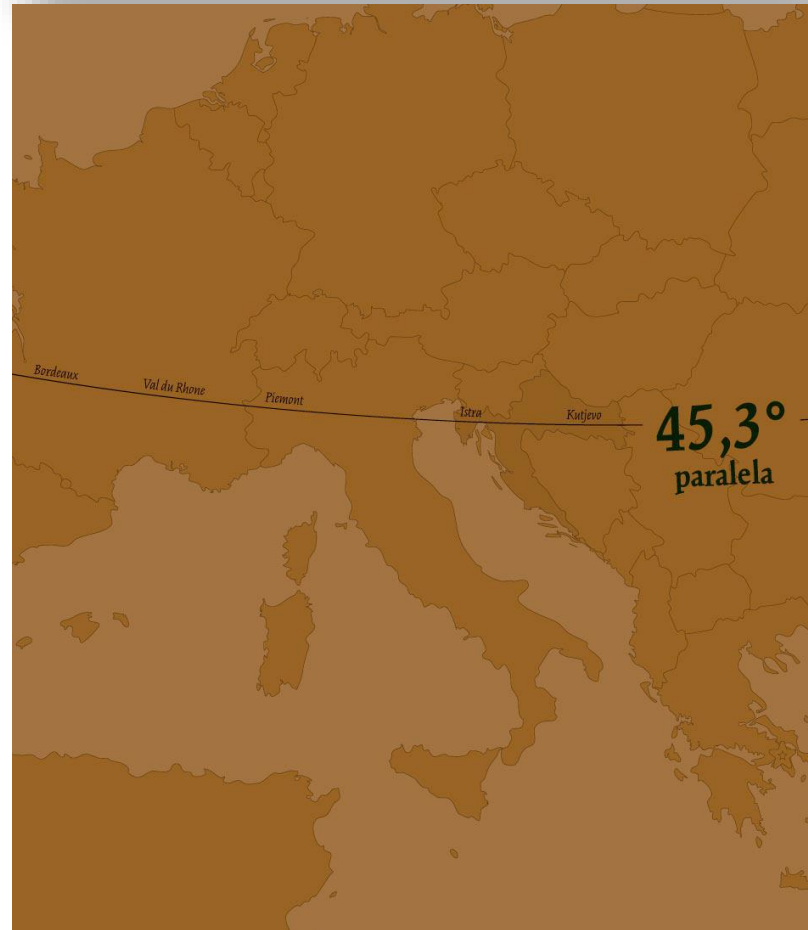 Bordeaux
Val du Rhone
Piemont
Istra
Kutjevo
45,3°
paralela